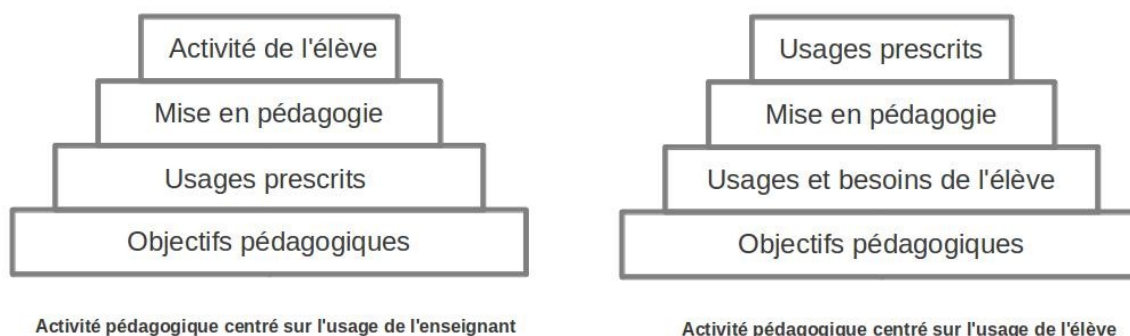 Activité de l'élève
Mise en pédagogie
Usages prescrits
Objectifs pédagogiques
Activité pédagogique centré sur l'usage de l'enseignant
Usages prescrits
Mise en pédagogie
Usages et besoins de l'élève
Objectifs pédagogiques
Activité pédagogique centré sur l'usage de l'élève